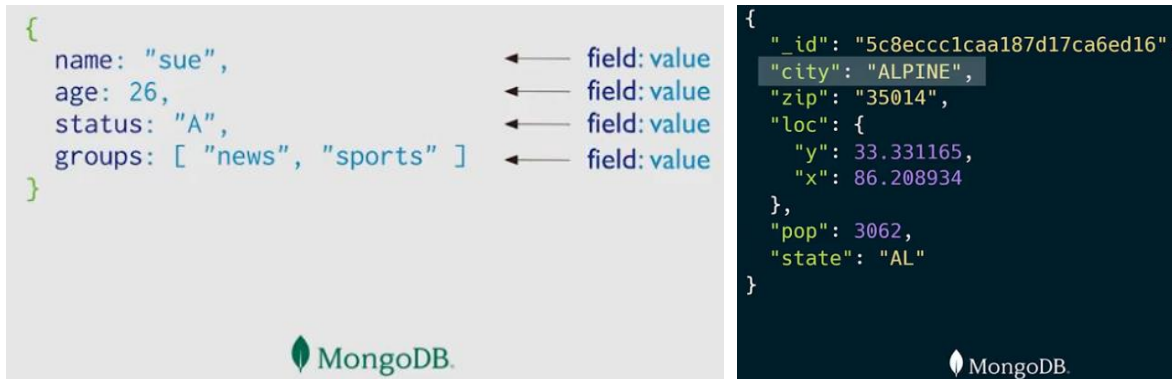 {
name: "sue", field: value
age: 26, field: value
status: "A", field: value
groups: [ "news", "sports" ] field: value
}
MongoDB.
{
"_id": "5c8eccc1caa187d17ca6ed16"
"city": "ALPINE",
"zip": "35014",
"loc": {
"y": 33.331165,
"x": 86.208934
},
"pop": 3062,
"state": "AL"
}
MongoDB.